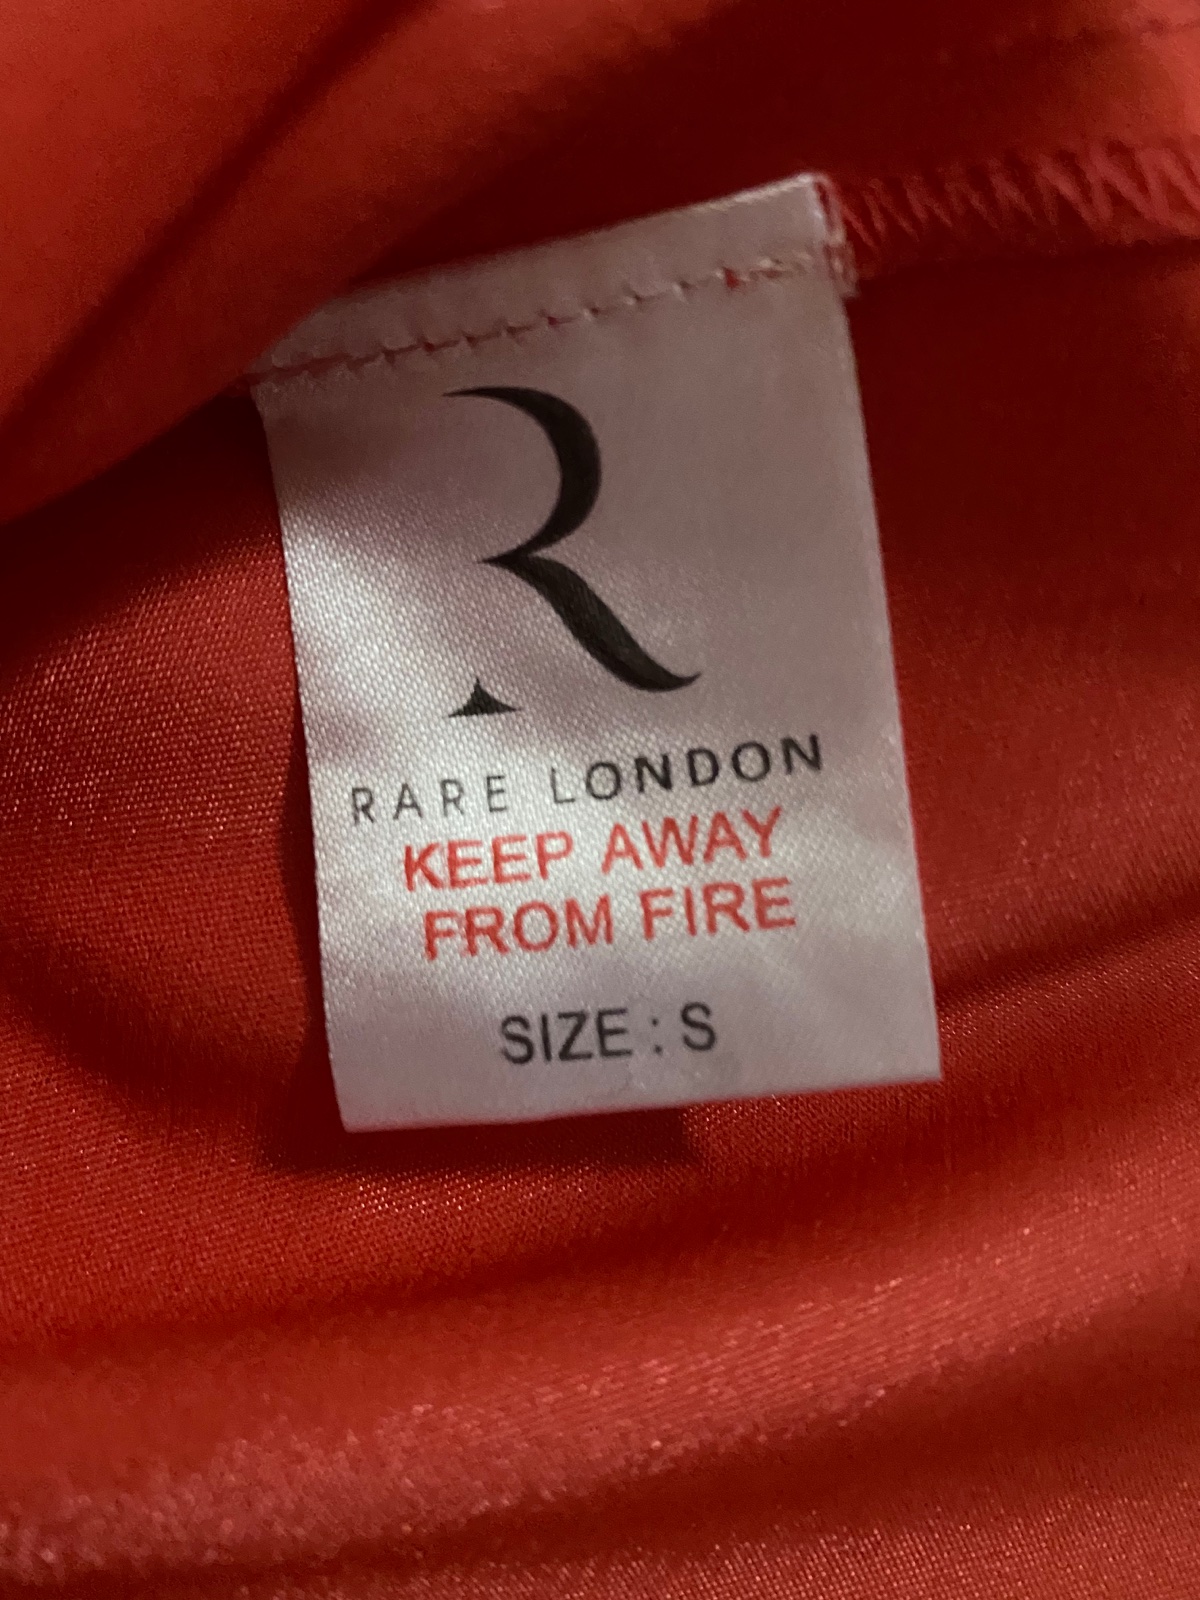 R
RARE LONDON
KEEP AWAY
FROM FIRE
SIZE : S